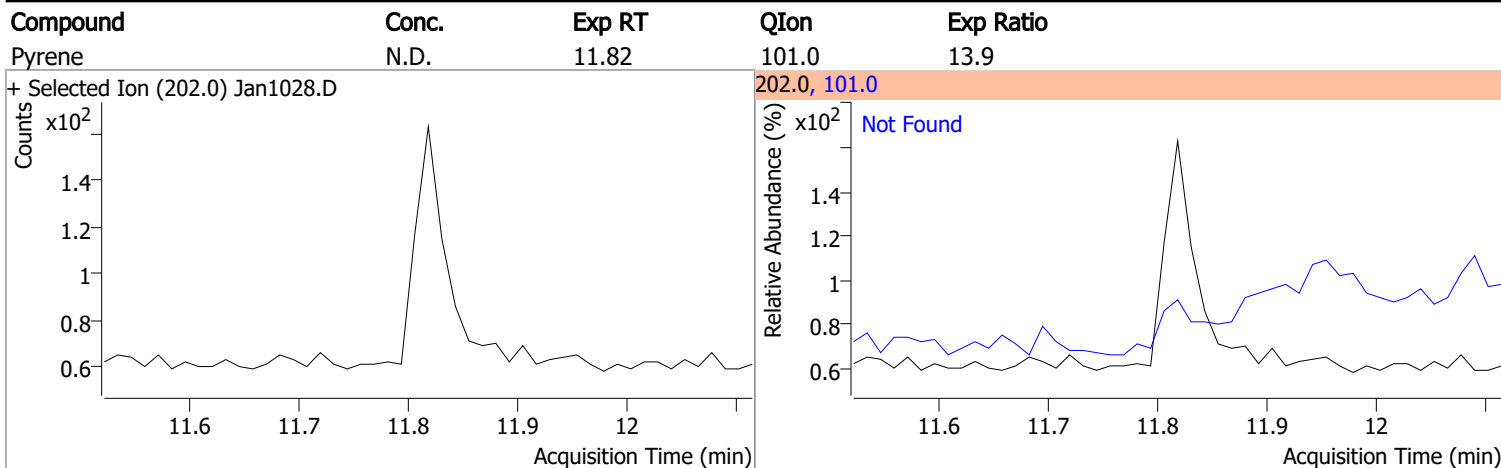 Compound Conc. Exp RT QIon Exp Ratio
Pyrene N.D. 11.82 101.0 13.9
+ Selected Ion (202.0) Jan1028.D
Counts
x10²
1.4
1.2
1
0.8
0.6
11.6 11.7 11.8 11.9 12
Acquisition Time (min)
202.0, 101.0
Relative Abundance (%)
x10²
Not Found
1.4
1.2
1
0.8
0.6
11.6 11.7 11.8 11.9 12
Acquisition Time (min)